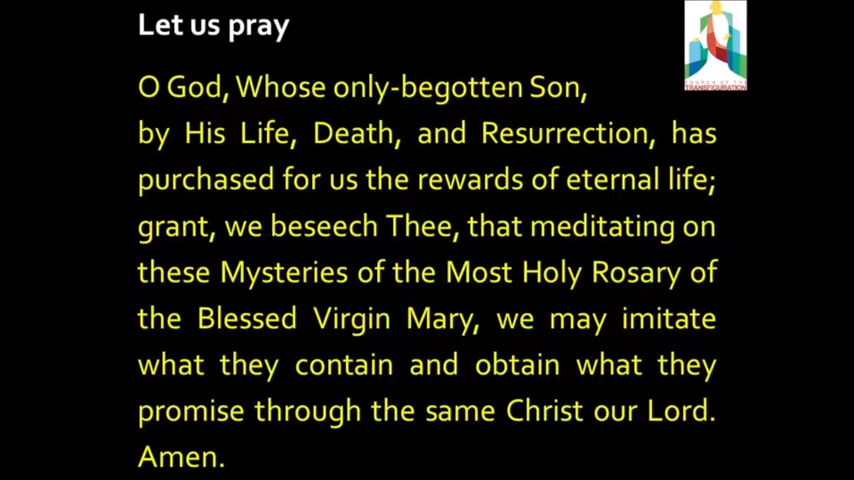 Let us pray
O God, Whose only-begotten Son,
by His Life, Death, and Resurrection, has
purchased for us the rewards of eternal life;
grant, we beseech Thee, that meditating on
these Mysteries of the Most Holy Rosary of
the Blessed Virgin Mary, we may imitate
what they contain and obtain what they
promise through the same Christ our Lord.
Amen.
CHURCH OF THE
TRANSFIGURATION